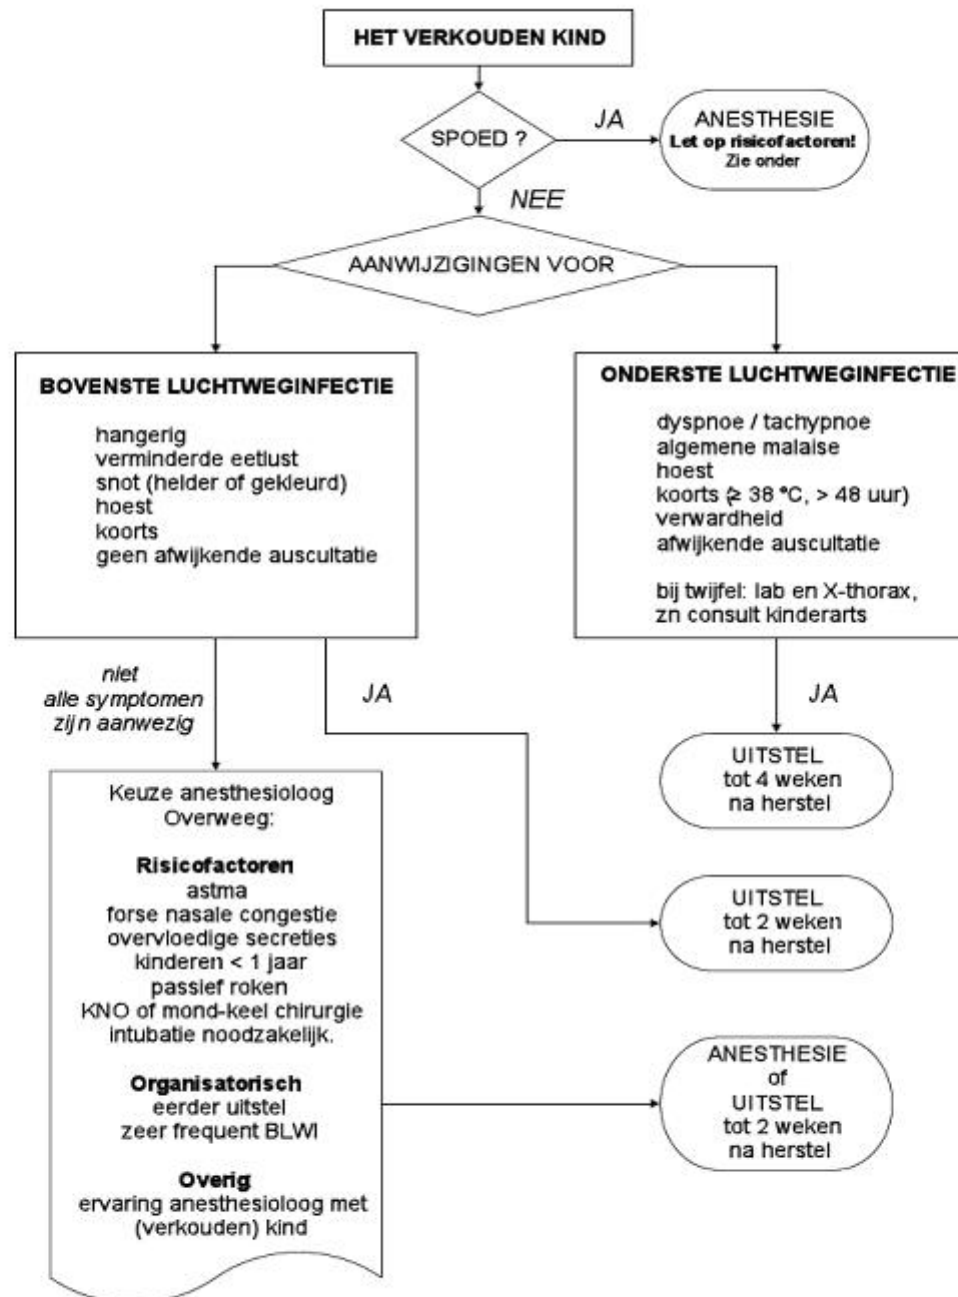 HET VERKOUDEN KIND
SPOED ?
JA
ANESTHESIE
Let op risicofactoren!
Zie onder
NEE
AANWIJZIGINGEN VOOR
BOVENSTE LUCHTWEGINFECTIE
hangerig
verminderde eetlust
snot (helder of gekleurd)
hoest
koorts
geen afwijkende auscultatie
ONDERSTE LUCHTWEGINFECTIE
dyspnoe / tachypnoe
algemene malaise
hoest
koorts (≥ 38 °C, > 48 uur)
verwardheid
afwijkende auscultatie
bij twijfel: lab en X-thorax,
zn consult kinderarts
niet
alle symptomen
zijn aanwezig
JA
JA
UITSTEL
tot 4 weken
na herstel
Keuze anesthesioloog
Overweeg:
Risicofactoren
astma
forse nasale congestie
overvloedige secreties
kinderen < 1 jaar
passief roken
KNO of mond-keel chirurgie
intubatie noodzakelijk.
Organisatorisch
eerder uitstel
zeer frequent BLWI
Overig
ervaring anesthesioloog met
(verkouden) kind
UITSTEL
tot 2 weken
na herstel
ANESTHESIE
of
UITSTEL
tot 2 weken
na herstel